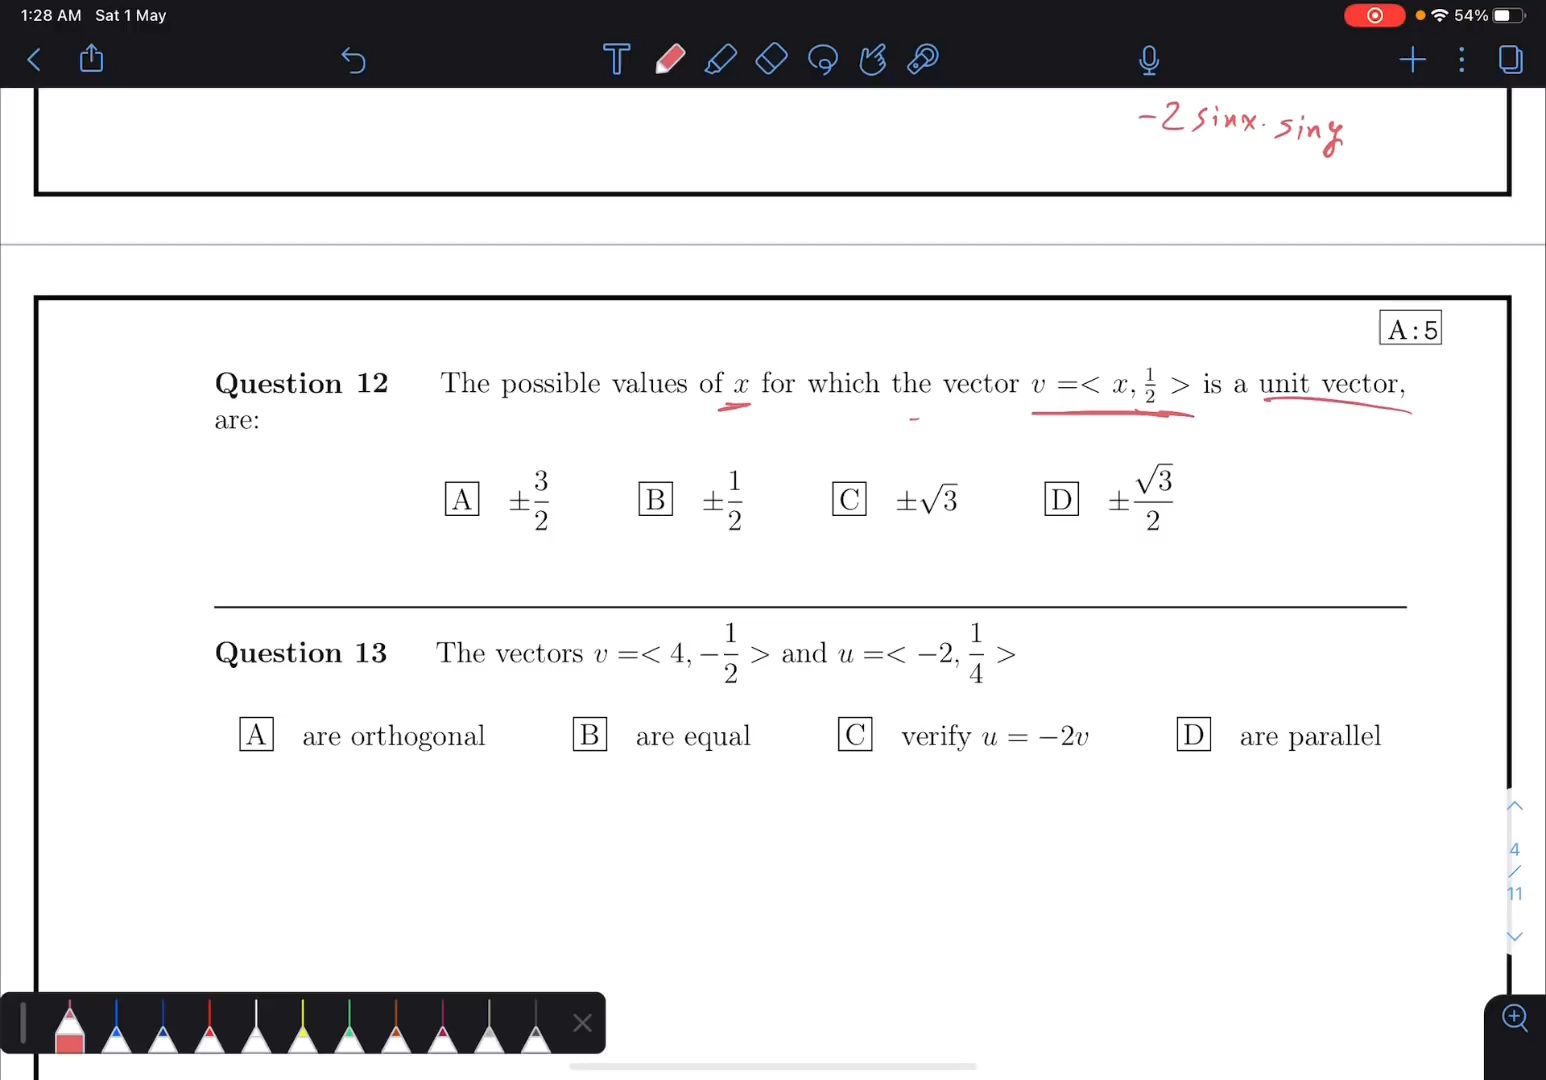 1:28 AM Sat 1 May
54%
-2 sinx. siny
A : 5
Question 12 The possible values of x for which the vector v =< x, 1/2 > is a unit vector,
are:
A ±3/2 B ±1/2 C ±√3 D ±√3/2
Question 13 The vectors v =< 4, −1/2 > and u =< −2, 1/4 >
A are orthogonal B are equal C verify u = −2v D are parallel
4
/
11